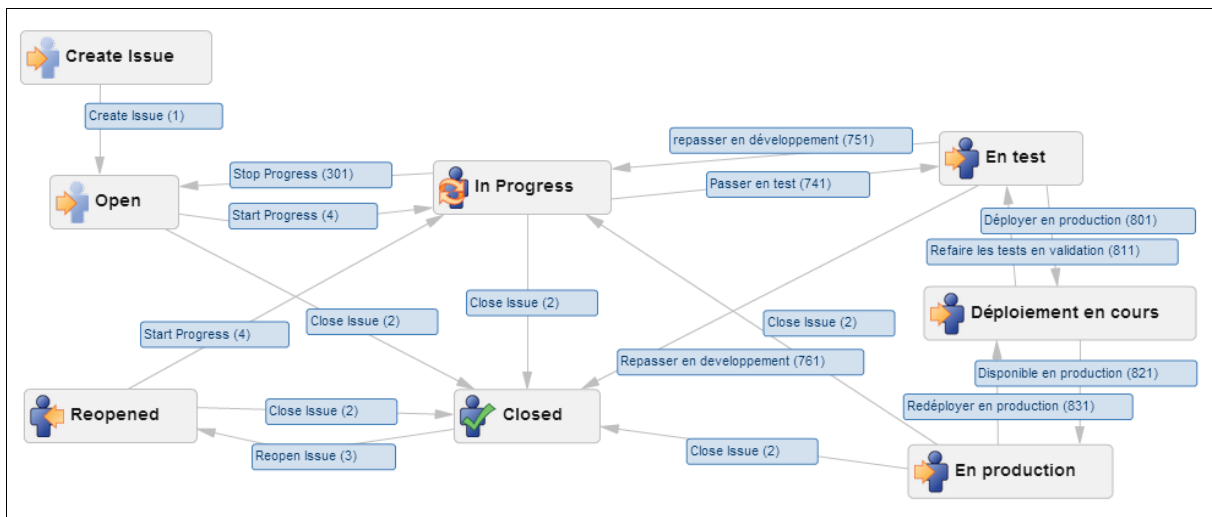 Create Issue
Create Issue (1)
repasser en développement (751)
En test
Stop Progress (301)
In Progress
Passer en test (741)
Open
Start Progress (4)
Déployer en production (801)
Refaire les tests en validation (811)
Close Issue (2)
Déploiement en cours
Start Progress (4)
Close Issue (2)
Close Issue (2)
Repasser en developpement (761)
Disponible en production (821)
Reopened
Close Issue (2)
Closed
Redéployer en production (831)
Reopen Issue (3)
Close Issue (2)
En production